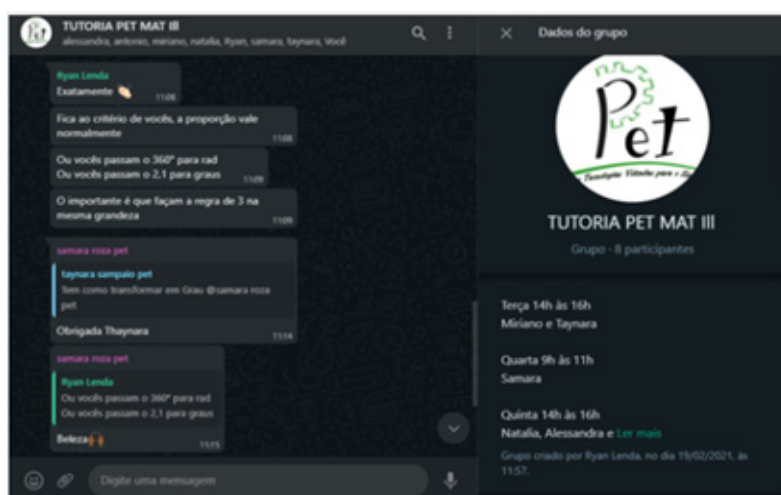 TUTORIA PET MAT III
alessandra, antonio, miriano, natalia, Ryan, samara, taynara, Você
Ryan Lenda
Exatamente 👏🏻
11:08
Fica ao critério de vocês, a proporção vale
normalmente
11:08
Ou vocês passam o 360° para rad
Ou vocês passam o 2,1 para graus
11:09
O importante é que façam a regra de 3 na
mesma grandeza
11:09
samara roza pet
taynara sampaio pet
Tem como transformar em Grau @samara roza
pet
Obrigada Thaynara
11:14
samara roza pet
Ryan Lenda
Ou vocês passam o 360° para rad
Ou vocês passam o 2,1 para graus
Beleza
11:15
Digite uma mensagem
Dados do grupo
Pet
TUTORIA PET MAT III
Grupo · 8 participantes
Terça 14h às 16h
Miriano e Taynara
Quarta 9h às 11h
Samara
Quinta 14h às 16h
Natalia, Alessandra e Ler mais
Grupo criado por Ryan Lenda, no dia 19/02/2021, às
11:57.